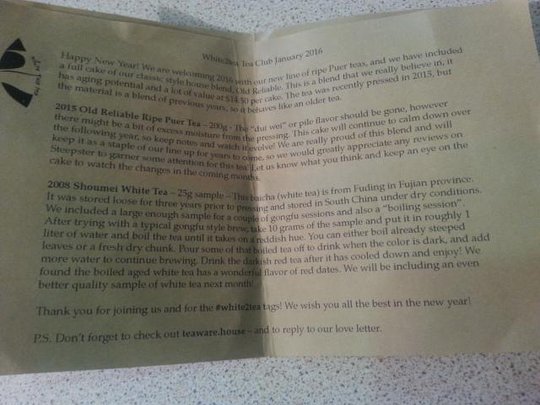 White2Tea Tea Club January 2016
Happy New Year! We are welcoming 2016 with our new line of ripe Puer teas, and we have included
a full cake of our classic style house blend, Old Reliable. This is a blend that we really believe in, it
has aging potential and a lot of value at $14.50 per cake. The tea was recently pressed in 2015, but
the material is a blend of previous years, so it behaves like an older tea.
2015 Old Reliable Ripe Puer Tea – 200g - The "dui wei" or pile flavor should be gone, however
there might be a bit of excess moisture from the pressing. This cake will continue to calm down over
the following year, so keep notes and watch it evolve! We are really proud of this blend and will
keep it as a staple of our line up for years to come, so we would greatly appreciate any reviews on
Steepster to garner some attention for this tea! Let us know what you think and keep an eye on the
cake to watch the changes in the coming months.
2008 Shoumei White Tea – 25g sample – This baicha (white tea) is from Fuding in Fujian province.
It was stored loose for three years prior to pressing and stored in South China under dry conditions.
We included a large enough sample for a couple of gongfu sessions and also a "boiling session".
After trying with a typical gongfu style brew, take 10 grams of the sample and put it in roughly 1
liter of water and boil the tea until it takes on a reddish hue. You can either boil already steeped
leaves or a fresh dry chunk. Pour some of that boiled tea off to drink when the color is dark, and add
more water to continue brewing. Drink the darkish red tea after it has cooled down and enjoy! We
found the boiled aged white tea has a wonderful flavor of red dates. We will be including an even
better quality sample of white tea next month!
Thank you for joining us and for the #white2tea tags! We wish you all the best in the new year!
P.S. Don't forget to check out teaware.house – and to reply to our love letter.